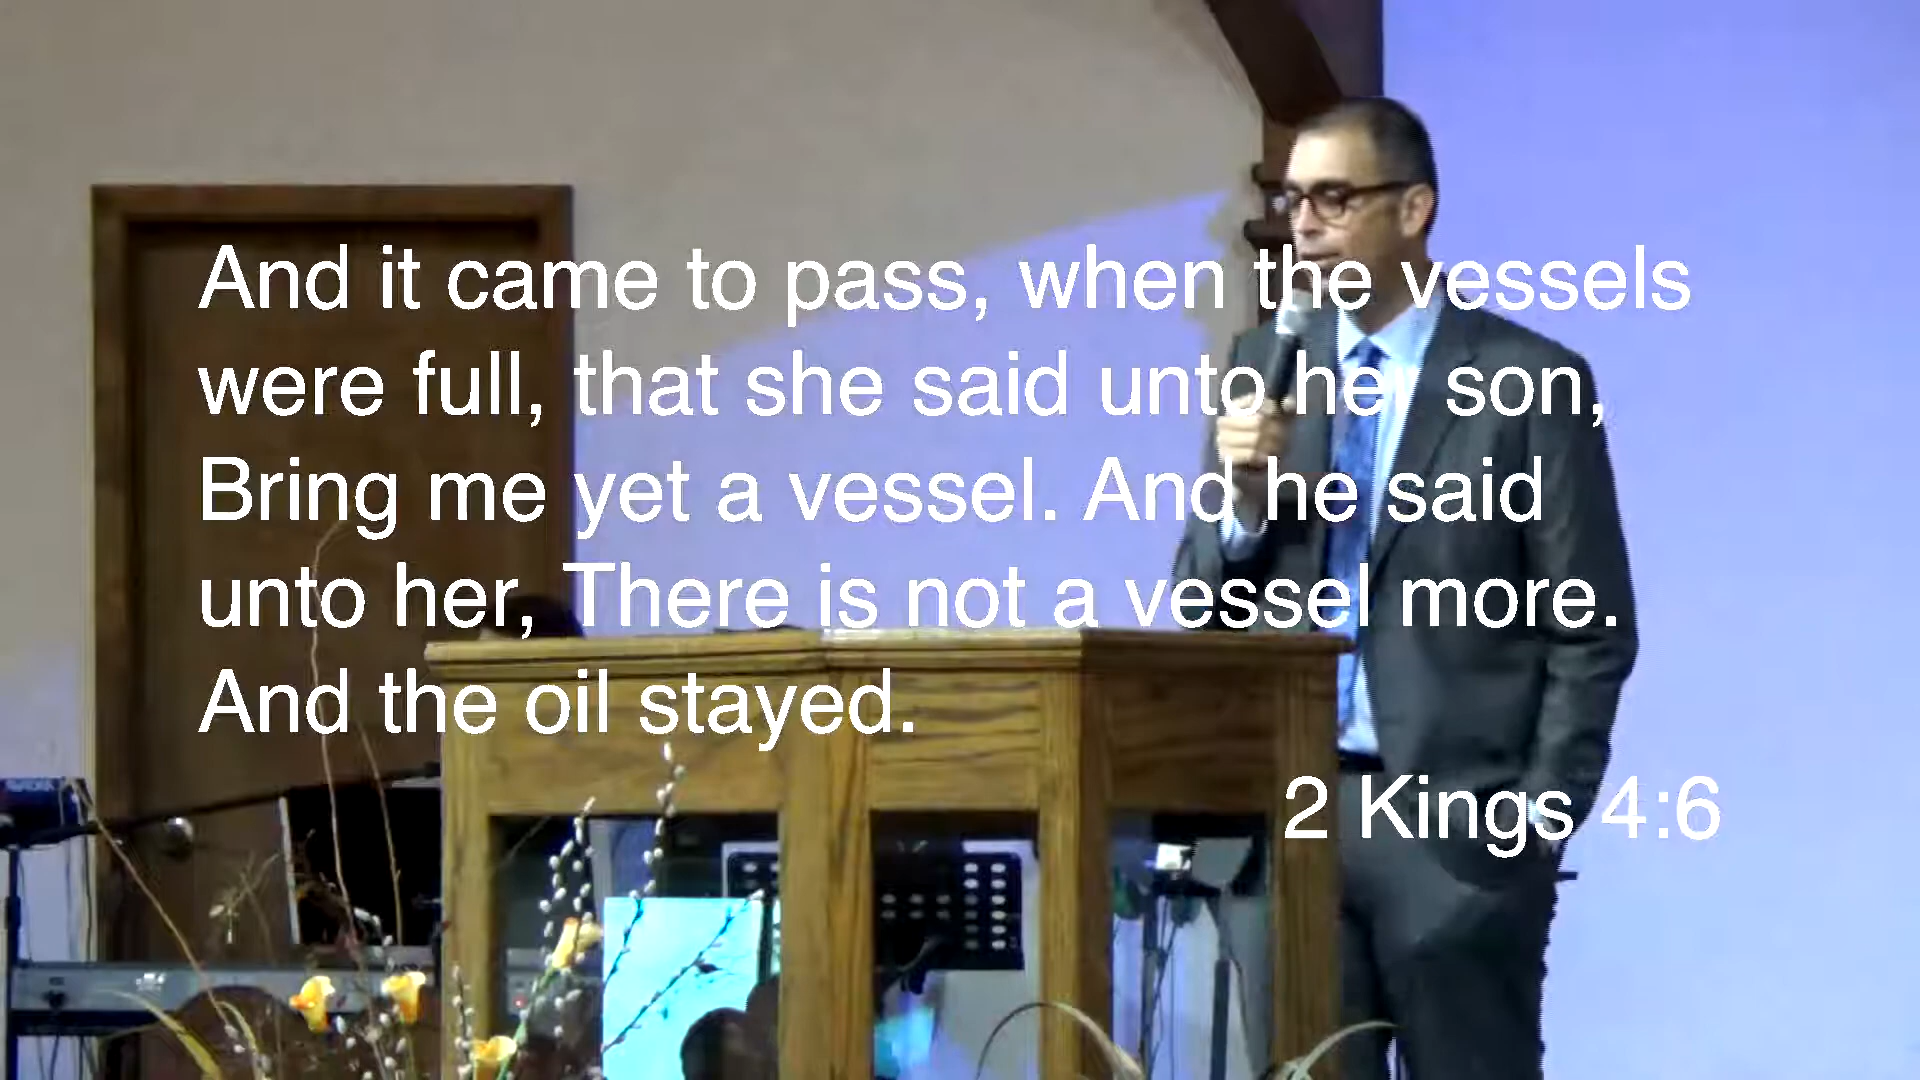 And it came to pass, when the vessels
were full, that she said unto her son,
Bring me yet a vessel. And he said
unto her, There is not a vessel more.
And the oil stayed.
2 Kings 4:6